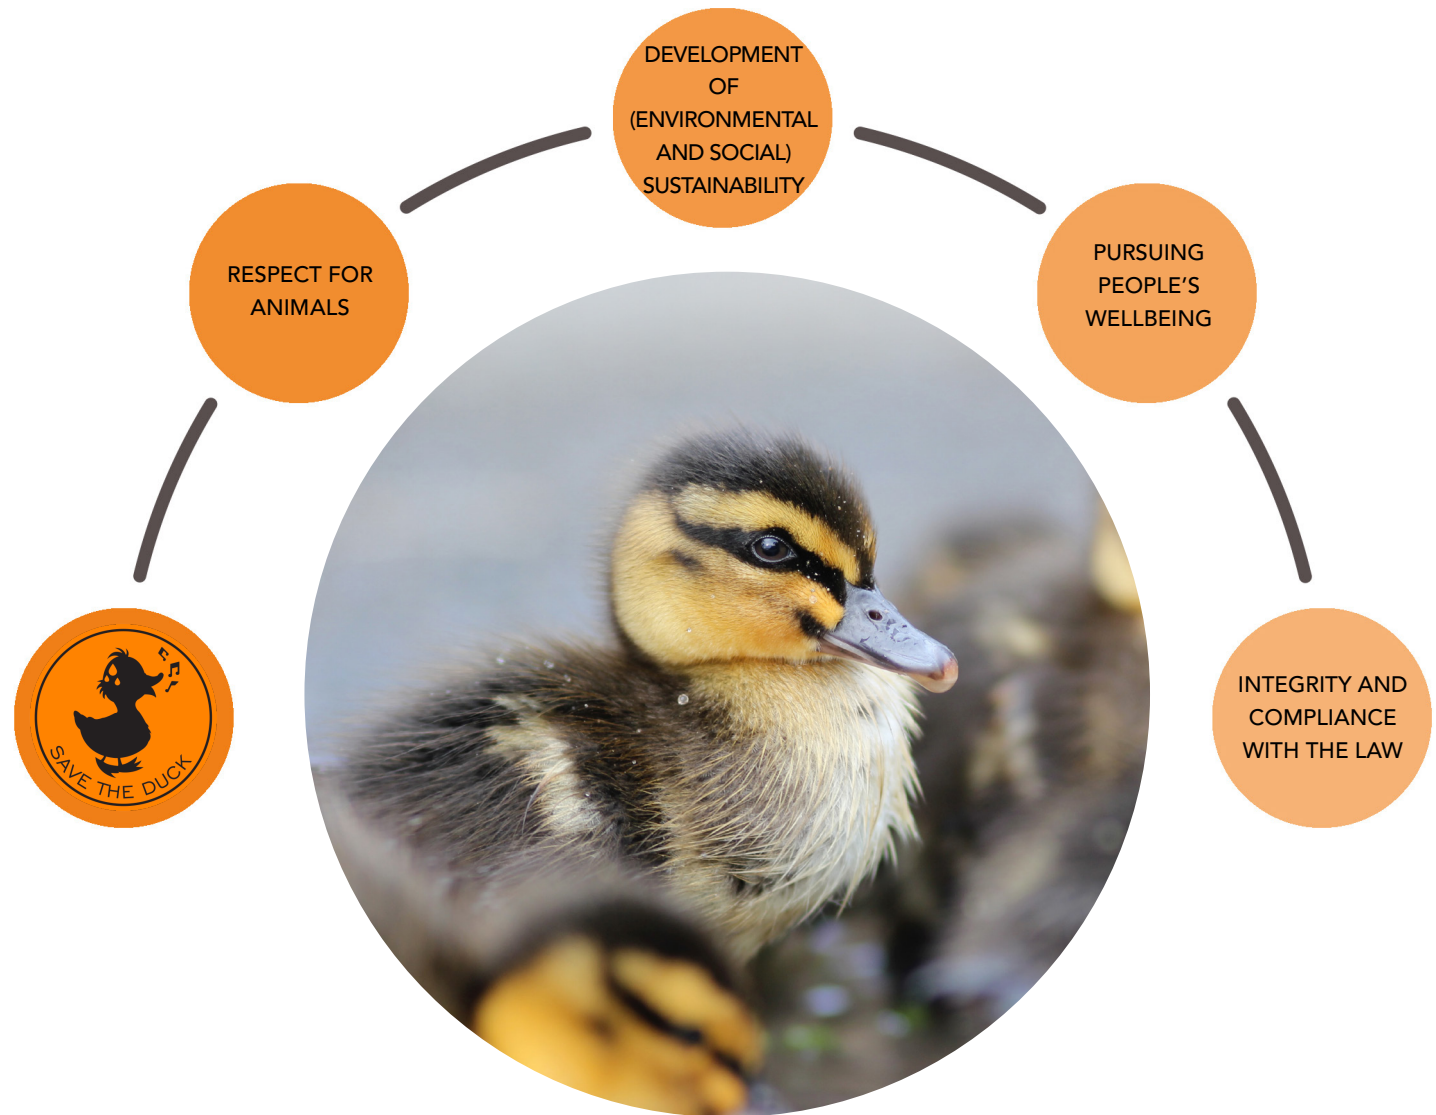 DEVELOPMENT
OF
(ENVIRONMENTAL
AND SOCIAL)
SUSTAINABILITY
RESPECT FOR
ANIMALS
PURSUING
PEOPLE'S
WELLBEING
SAVE THE DUCK
INTEGRITY AND
COMPLIANCE
WITH THE LAW